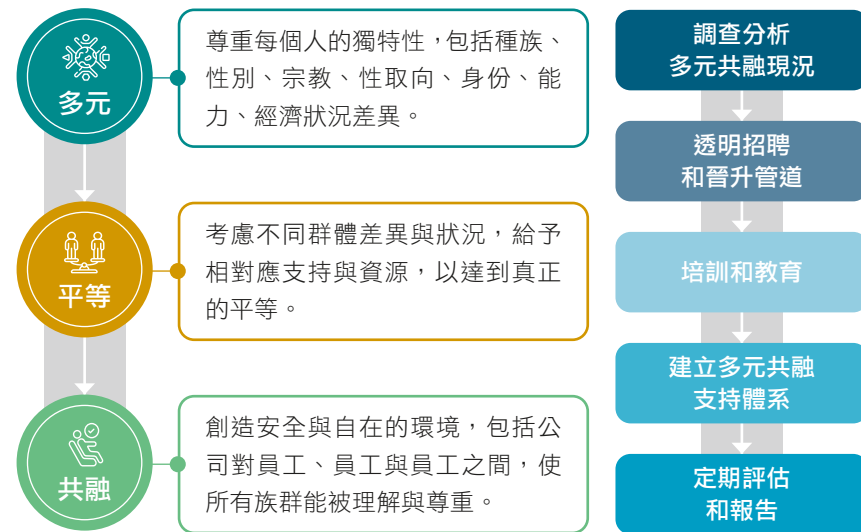 多元
尊重每個人的獨特性，包括種族、
性別、宗教、性取向、身份、能
力、經濟狀況差異。
平等
考慮不同群體差異與狀況，給予
相對應支持與資源，以達到真正
的平等。
共融
創造安全與自在的環境，包括公
司對員工、員工與員工之間，使
所有族群能被理解與尊重。
調查分析
多元共融現況
透明招聘
和晉升管道
培訓和教育
建立多元共融
支持體系
定期評估
和報告